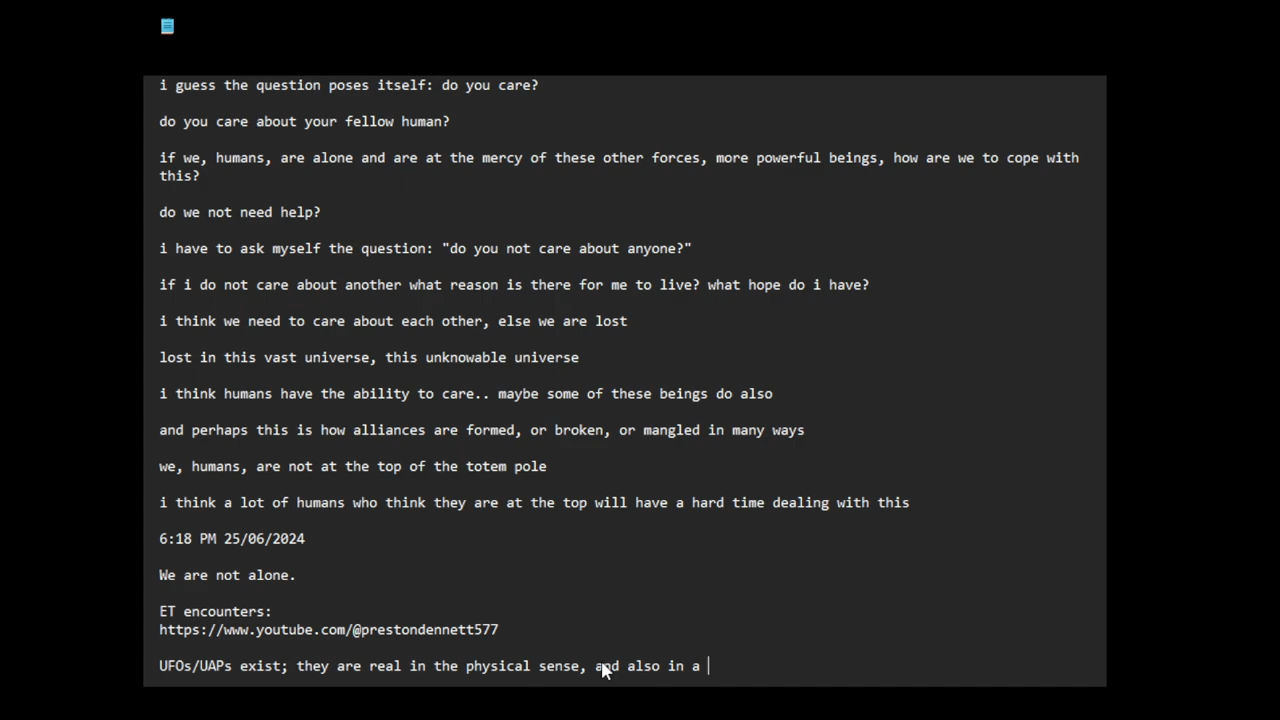 i guess the question poses itself: do you care?
do you care about your fellow human?
if we, humans, are alone and are at the mercy of these other forces, more powerful beings, how are we to cope with
this?
do we not need help?
i have to ask myself the question: "do you not care about anyone?"
if i do not care about another what reason is there for me to live? what hope do i have?
i think we need to care about each other, else we are lost
lost in this vast universe, this unknowable universe
i think humans have the ability to care.. maybe some of these beings do also
and perhaps this is how alliances are formed, or broken, or mangled in many ways
we, humans, are not at the top of the totem pole
i think a lot of humans who think they are at the top will have a hard time dealing with this
6:18 PM 25/06/2024
We are not alone.
ET encounters:
https://www.youtube.com/@prestondennett577
UFOs/UAPs exist; they are real in the physical sense, and also in a